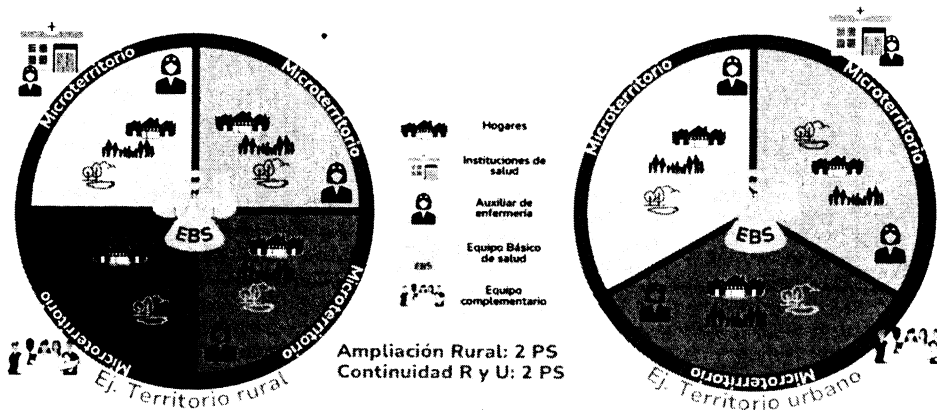 Microterritorio
Microterritorio
EBS
Microterritorio
Microterritorio
Ej. Territorio rural
Hogares
Instituciones de
salud
Auxiliar de
enfermería
EBS
Equipo Básico
de salud
Equipo
complementario
Ampliación Rural: 2 PS
Continuidad R y U: 2 PS
Microterritorio
Microterritorio
EBS
Microterritorio
Ej. Territorio urbano